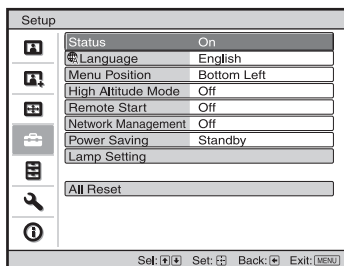 Setup
Status On
Language English
Menu Position Bottom Left
High Altitude Mode Off
Remote Start Off
Network Management Off
Power Saving Standby
Lamp Setting
All Reset
Sel: Set: Back: Exit: MENU